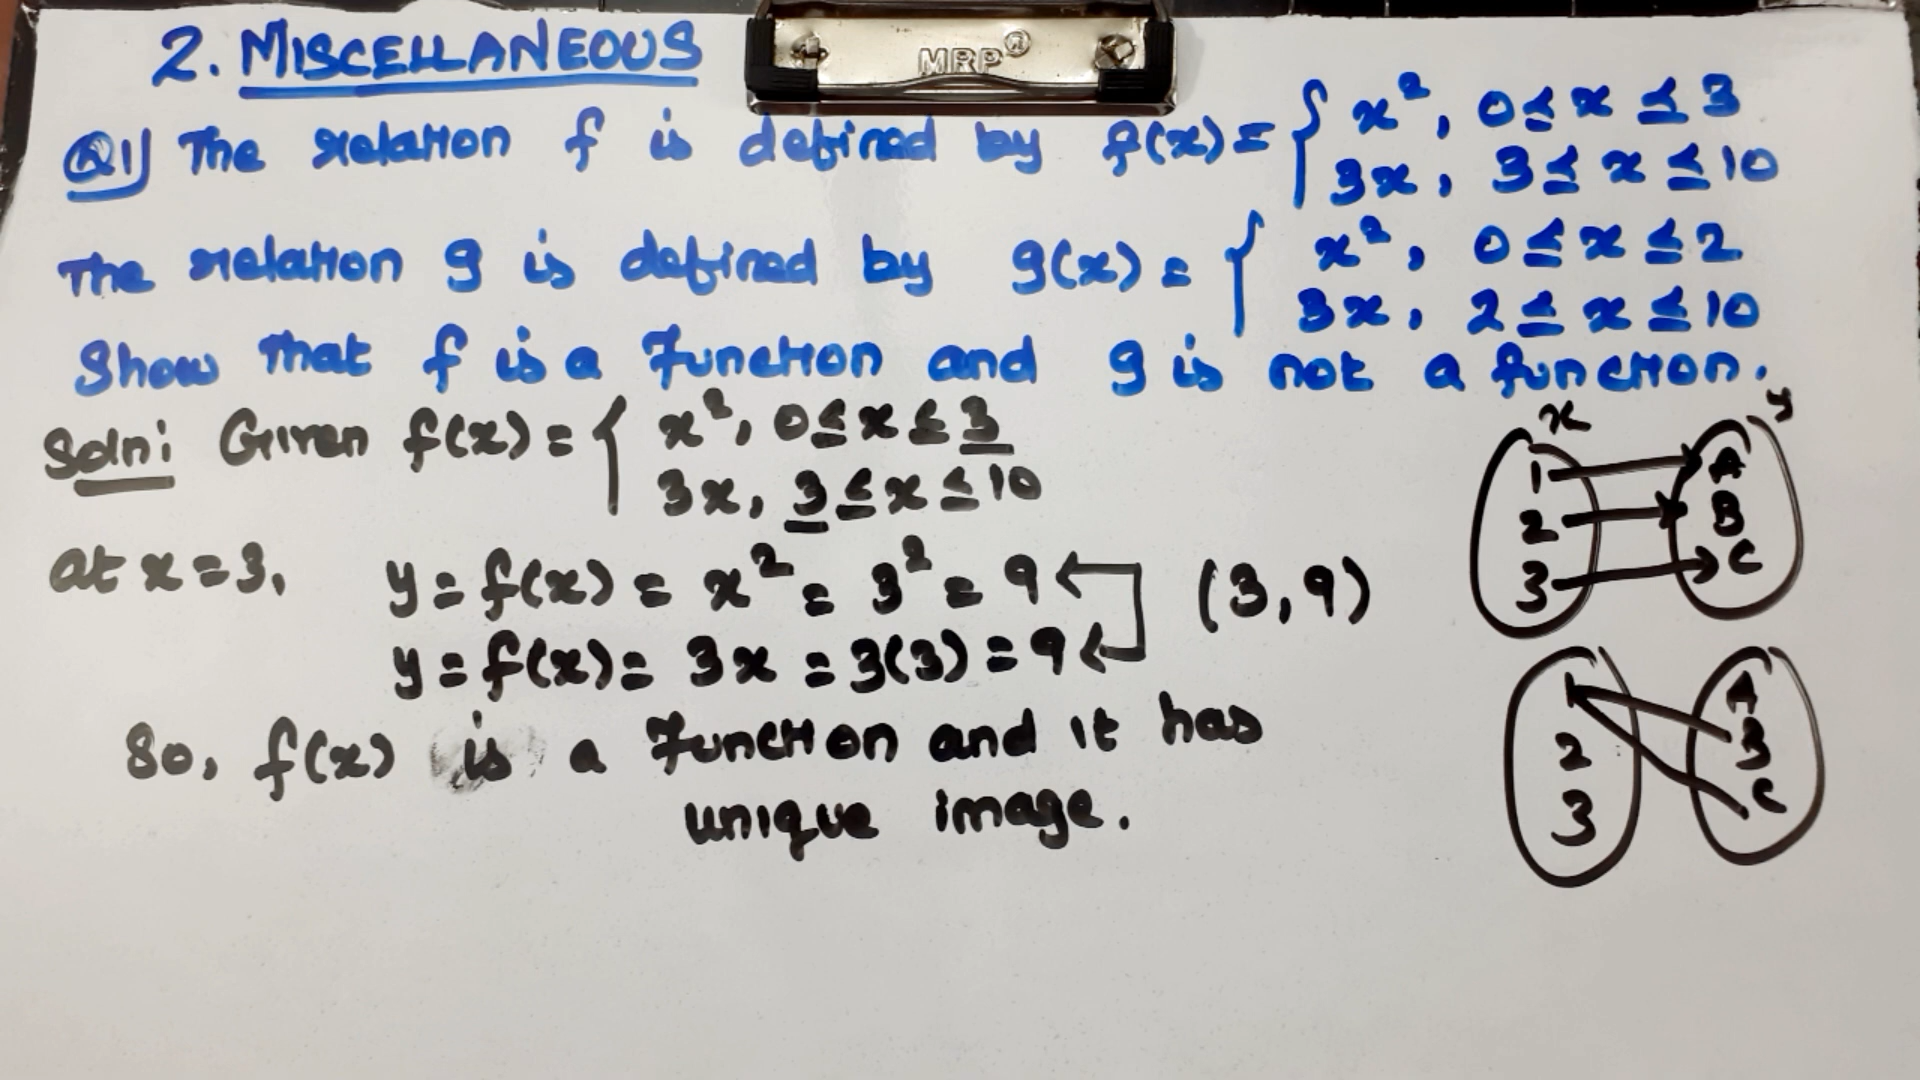 2. MISCELLANEOUS
MRP®
Q1) The relation f is defined by f(x) = { x², 0 ≤ x ≤ 3
3x, 3 ≤ x ≤ 10
The relation g is defined by g(x) = { x², 0 ≤ x ≤ 2
3x, 2 ≤ x ≤ 10
Show that f is a function and g is not a function.
Soln: Given f(x) = { x², 0 ≤ x ≤ 3
3x, 3 ≤ x ≤ 10
at x = 3, y = f(x) = x² = 3² = 9 (3, 9)
y = f(x) = 3x = 3(3) = 9
So, f(x) is a function and it has
unique image.
x y
1 A
2 B
3 C
1 A
2 B
3 C